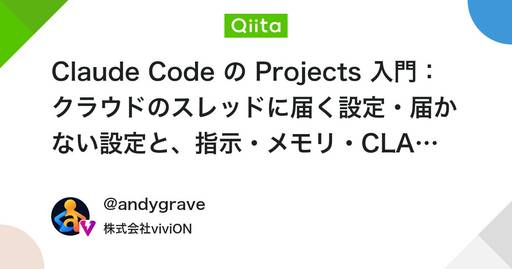 Qiita
Claude Code の Projects 入門：
クラウドのスレッドに届く設定・届か
ない設定と、指示・メモリ・CLA…
@andygrave
株式会社viviON